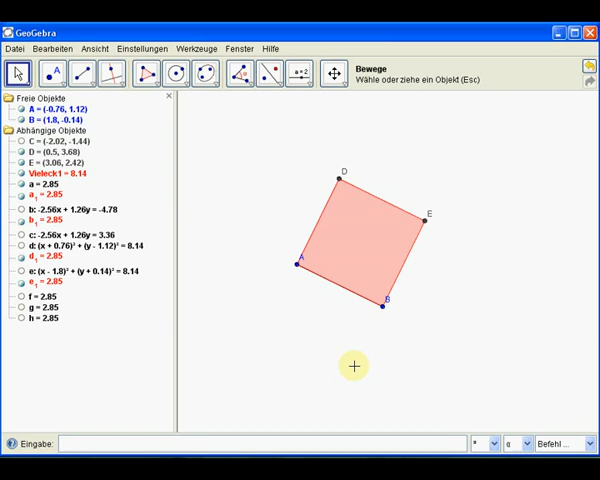 GeoGebra
Datei Bearbeiten Ansicht Einstellungen Werkzeuge Fenster Hilfe
A
a = 2
Bewege
Wähle oder ziehe ein Objekt (Esc)
Freie Objekte
A = (-0.76, 1.12)
B = (1.8, -0.14)
Abhängige Objekte
C = (-2.02, -1.44)
D = (0.5, 3.68)
E = (3.06, 2.42)
Vieleck1 = 8.14
a = 2.85
a₁ = 2.85
b: -2.56x + 1.26y = -4.78
b₁ = 2.85
c: -2.56x + 1.26y = 3.36
d: (x + 0.76)² + (y - 1.12)² = 8.14
d₁ = 2.85
e: (x - 1.8)² + (y + 0.14)² = 8.14
e₁ = 2.85
f = 2.85
g = 2.85
h = 2.85
D
E
A
B
Eingabe:
α
Befehl ...